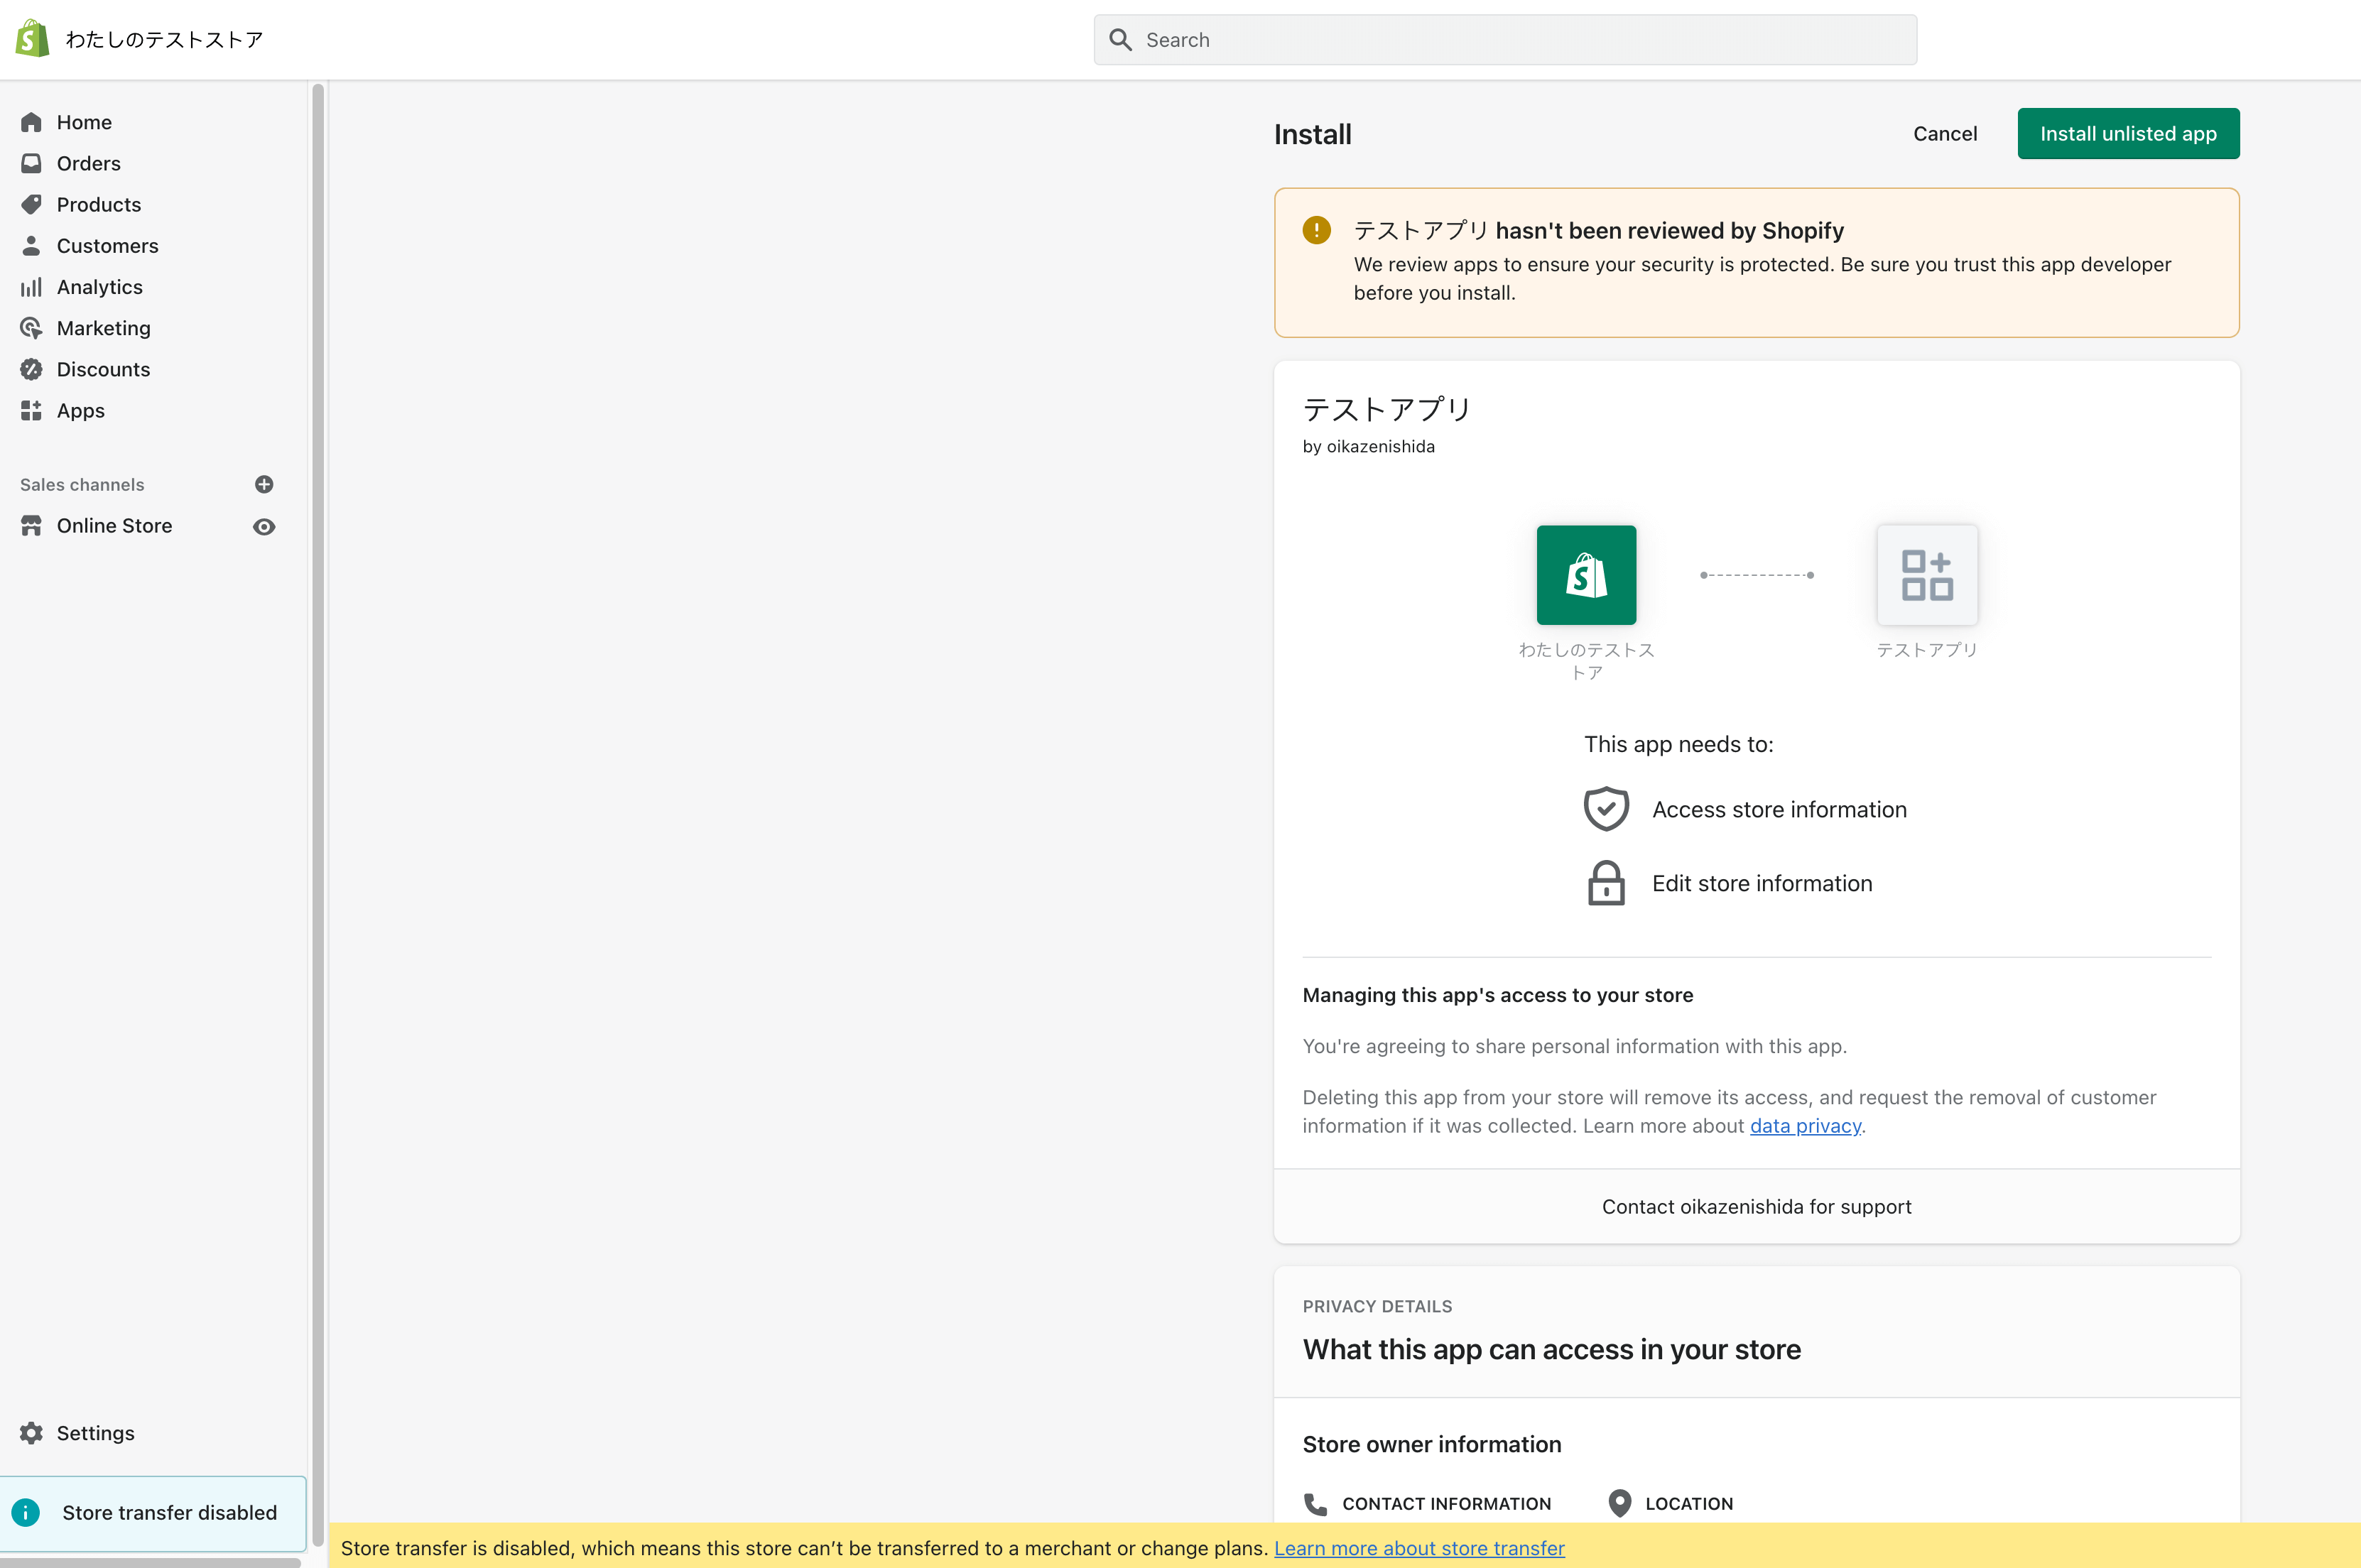 わたしのテストストア
Search
Home
Orders
Products
Customers
Analytics
Marketing
Discounts
Apps
Sales channels
Online Store
Settings
Store transfer disabled
Install
Cancel
Install unlisted app
テストアプリ hasn't been reviewed by Shopify
We review apps to ensure your security is protected. Be sure you trust this app developer
before you install.
テストアプリ
by oikazenishida
わたしのテストス
トア
テストアプリ
This app needs to:
Access store information
Edit store information
Managing this app's access to your store
You're agreeing to share personal information with this app.
Deleting this app from your store will remove its access, and request the removal of customer
information if it was collected. Learn more about data privacy.
Contact oikazenishida for support
PRIVACY DETAILS
What this app can access in your store
Store owner information
CONTACT INFORMATION
LOCATION
Store transfer is disabled, which means this store can’t be transferred to a merchant or change plans. Learn more about store transfer